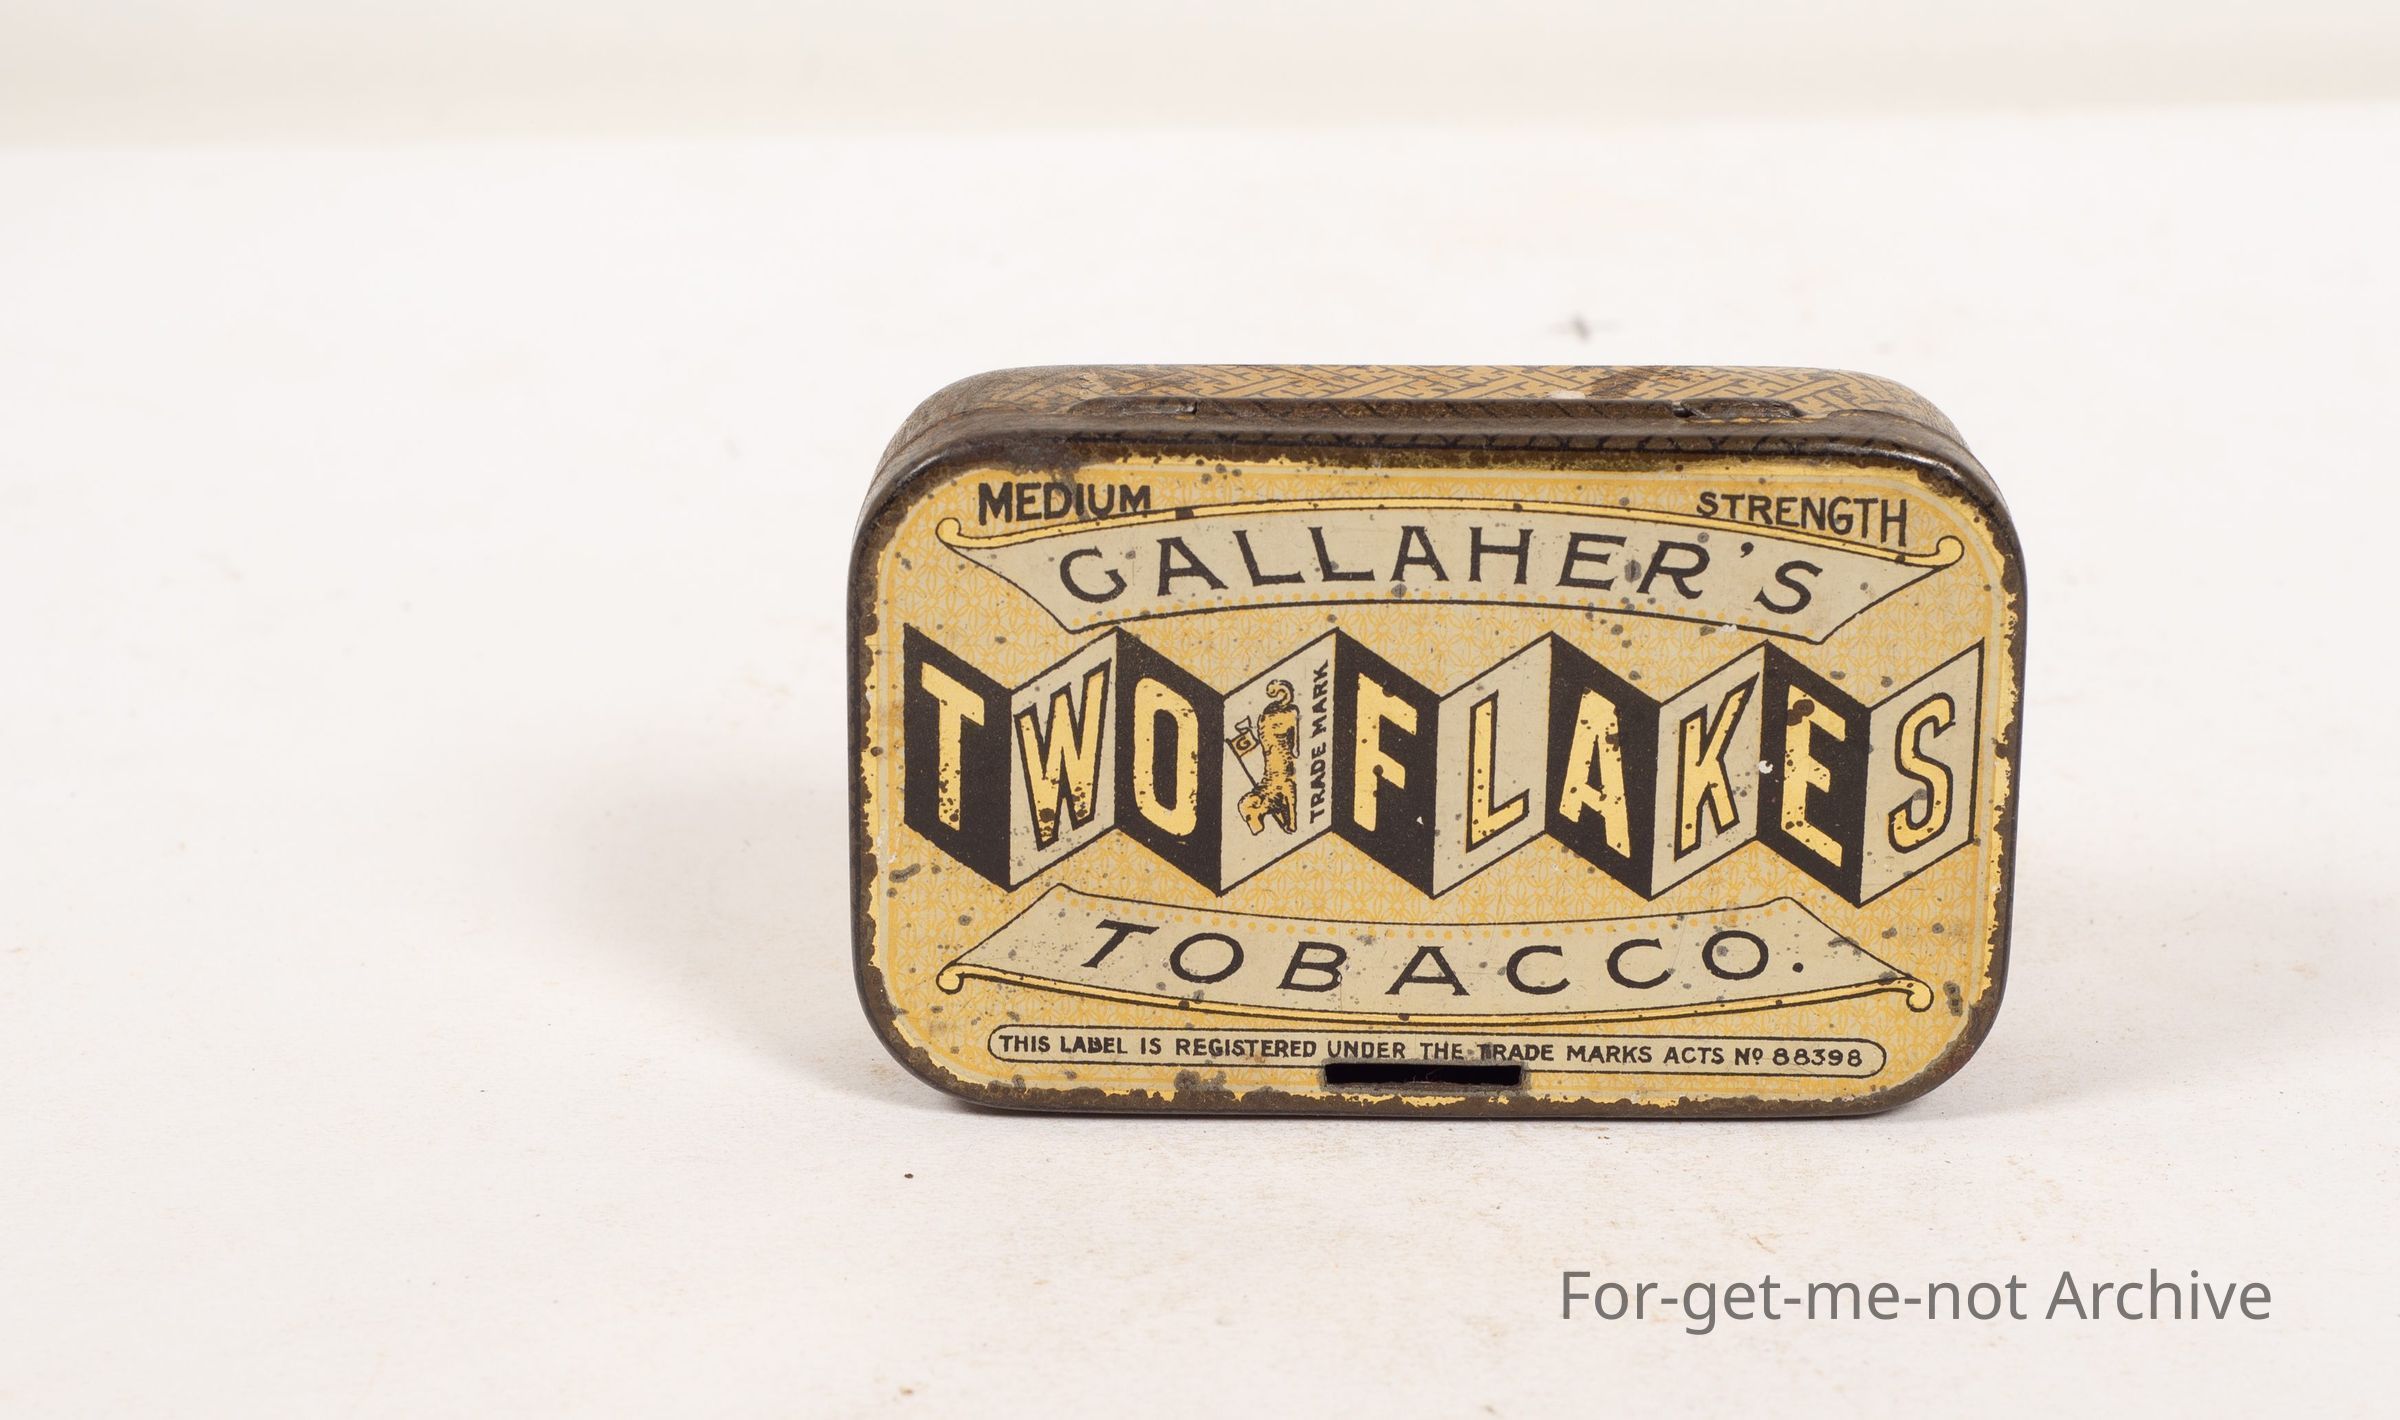 MEDIUM STRENGTH
GALLAHER'S
TWO FLAKES
G
TRADE MARK
TOBACCO.
THIS LABEL IS REGISTERED UNDER THE TRADE MARKS ACTS Nº 88398
For-get-me-not Archive